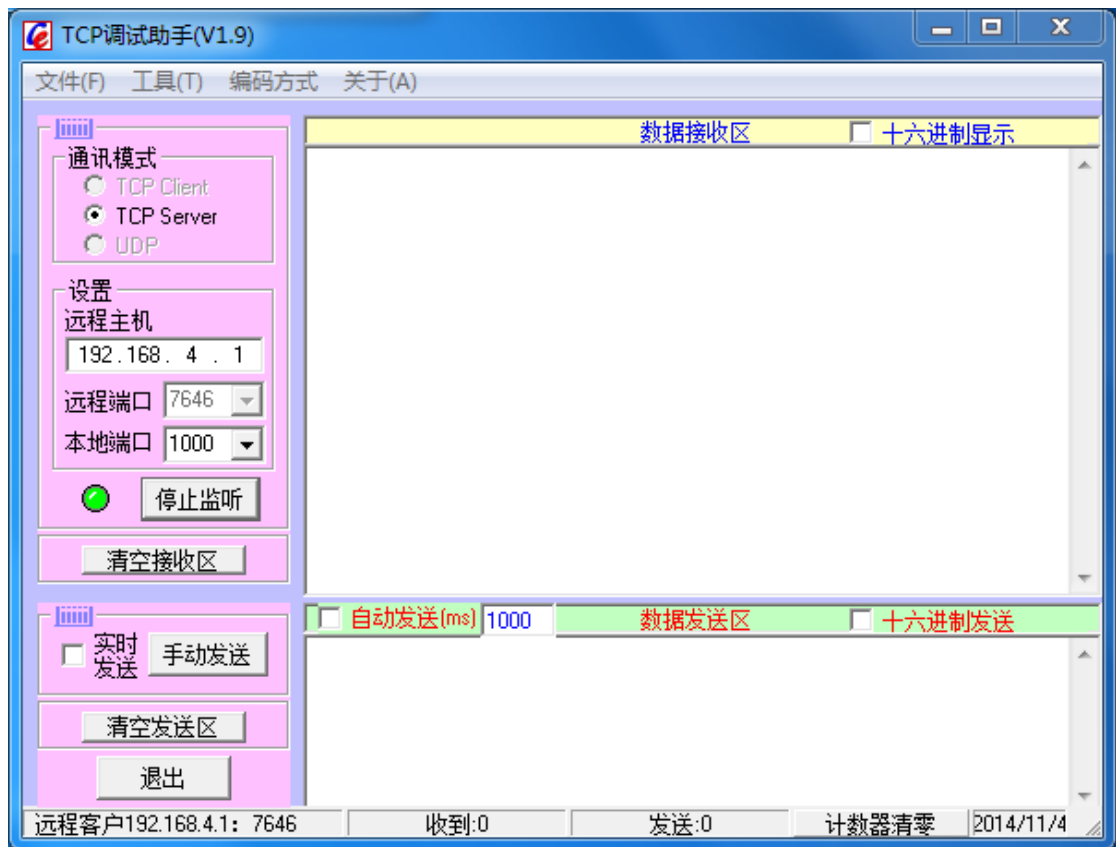 TCP调试助手(V1.9)
文件(F) 工具(T) 编码方式 关于(A)
通讯模式
TCP Client
TCP Server
UDP
设置
远程主机
192.168. 4 . 1
远程端口 7646
本地端口 1000
停止监听
清空接收区
数据接收区 十六进制显示
自动发送(ms) 1000 数据发送区 十六进制发送
实时
发送
手动发送
清空发送区
退出
远程客户192.168.4.1: 7646 收到:0 发送:0 计数器清零 2014/11/4